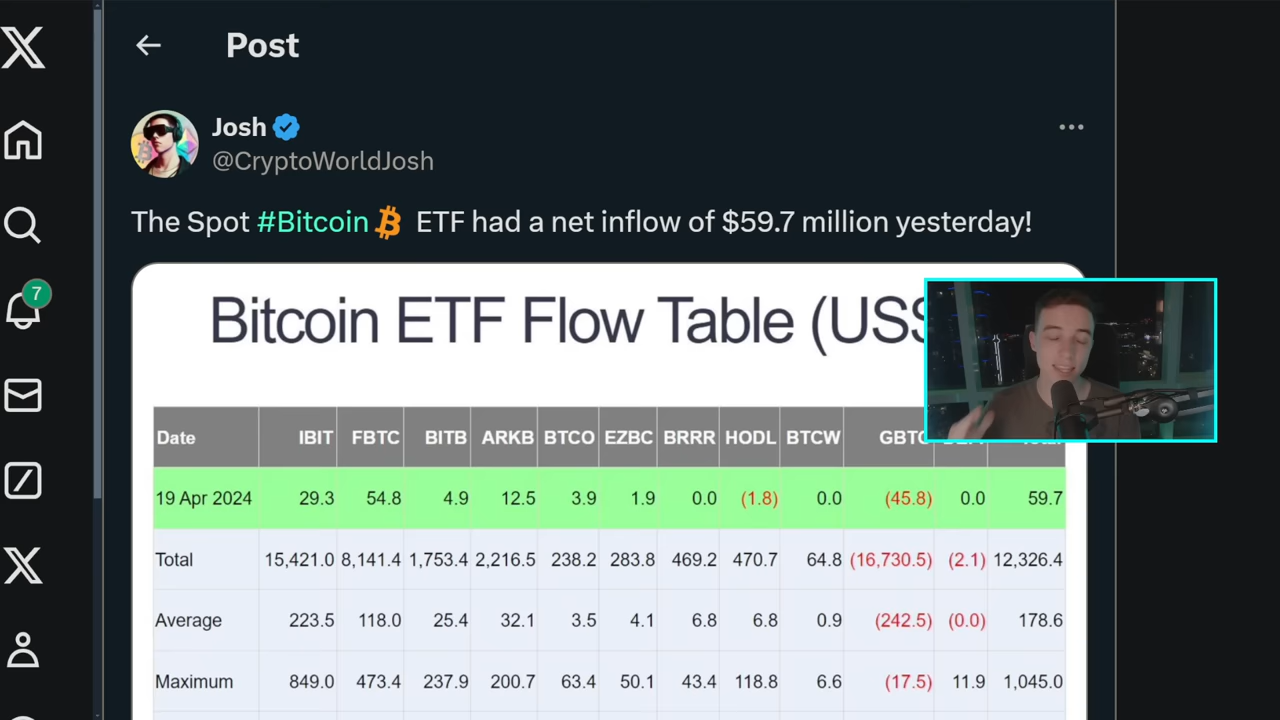 Post
Josh
@CryptoWorldJosh
The Spot #Bitcoin ETF had a net inflow of $59.7 million yesterday!
7
Bitcoin ETF Flow Table (US$
Date IBIT FBTC BITB ARKB BTCO EZBC BRRR HODL BTCW GBTC
19 Apr 2024 29.3 54.8 4.9 12.5 3.9 1.9 0.0 (1.8) 0.0 (45.8) 0.0 59.7
Total 15,421.0 8,141.4 1,753.4 2,216.5 238.2 283.8 469.2 470.7 64.8 (16,730.5) (2.1) 12,326.4
Average 223.5 118.0 25.4 32.1 3.5 4.1 6.8 6.8 0.9 (242.5) (0.0) 178.6
Maximum 849.0 473.4 237.9 200.7 63.4 50.1 43.4 118.8 6.6 (17.5) 11.9 1,045.0